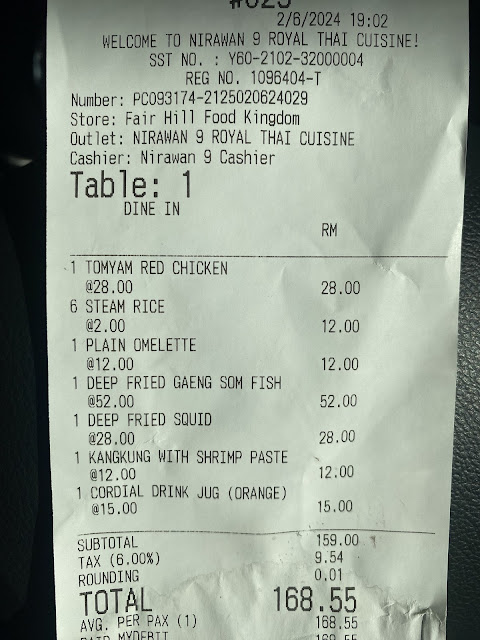 #025
2/6/2024 19:02
WELCOME TO NIRAWAN 9 ROYAL THAI CUISINE!
SST NO. : Y60-2102-32000004
REG NO. 1096404-T
Number: PC093174-2125020624029
Store: Fair Hill Food Kingdom
Outlet: NIRAWAN 9 ROYAL THAI CUISINE
Cashier: Nirawan 9 Cashier
Table: 1
DINE IN
RM
1 TOMYAM RED CHICKEN
@28.00 28.00
6 STEAM RICE
@2.00 12.00
1 PLAIN OMELETTE
@12.00 12.00
1 DEEP FRIED GAENG SOM FISH
@52.00 52.00
1 DEEP FRIED SQUID
@28.00 28.00
1 KANGKUNG WITH SHRIMP PASTE
@12.00 12.00
1 CORDIAL DRINK JUG (ORANGE)
@15.00 15.00
SUBTOTAL 159.00
TAX (6.00%) 9.54
ROUNDING 0.01
TOTAL 168.55
AVG. PER PAX (1) 168.55
PAID MYDEBIT 168.55